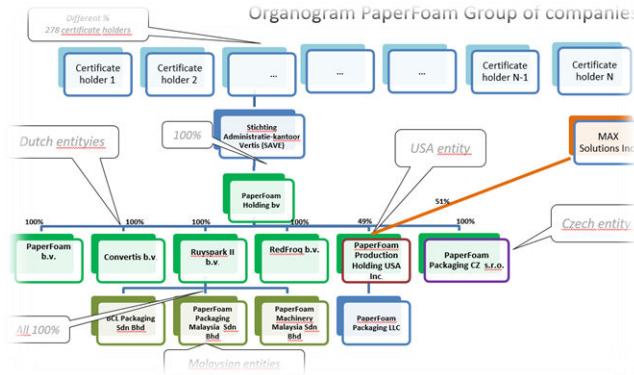 Organogram PaperFoam Group of companies
Different %
278 certificate holders
Certificate
holder 1
Certificate
holder 2
...
...
...
Certificate
holder N-1
Certificate
holder N
Dutch entityies
100%
Stichting
Administratie-kantoor
Vertis (SAVE)
USA entity
MAX
Solutions Inc
PaperFoam
Holding bv
51%
100%
100%
100%
100%
49%
100%
Czech entity
PaperFoam
b.v.
Convertis b.v
Ruyspark II
b.v.
RedFroq b.v.
PaperFoam
Production
Holding USA
Inc.
PaperFoam
Packaging CZ s.r.o.
All 100%
BCL Packaging
Sdn Bhd
PaperFoam
Packaging
Malaysia Sdn
Bhd
PaperFoam
Machinery
Malaysia Sdn
Bhd
PaperFoam
Packaging LLC
Malaysian entities